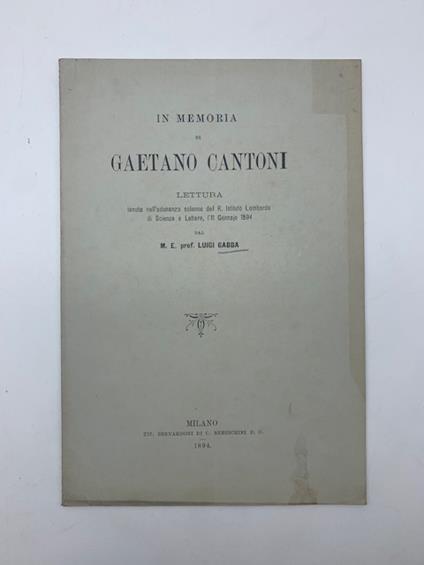 IN MEMORIA
DI
GAETANO CANTONI
LETTURA
tenuta nell'adunanza solenne del R. Istituto Lombardo
di Scienze e Lettere, l'11 Gennajo 1894
DAL
M. E. prof. LUIGI GABBA
MILANO
TIP. BERNARDONI DI C. REBESCHINI E C.
1894.